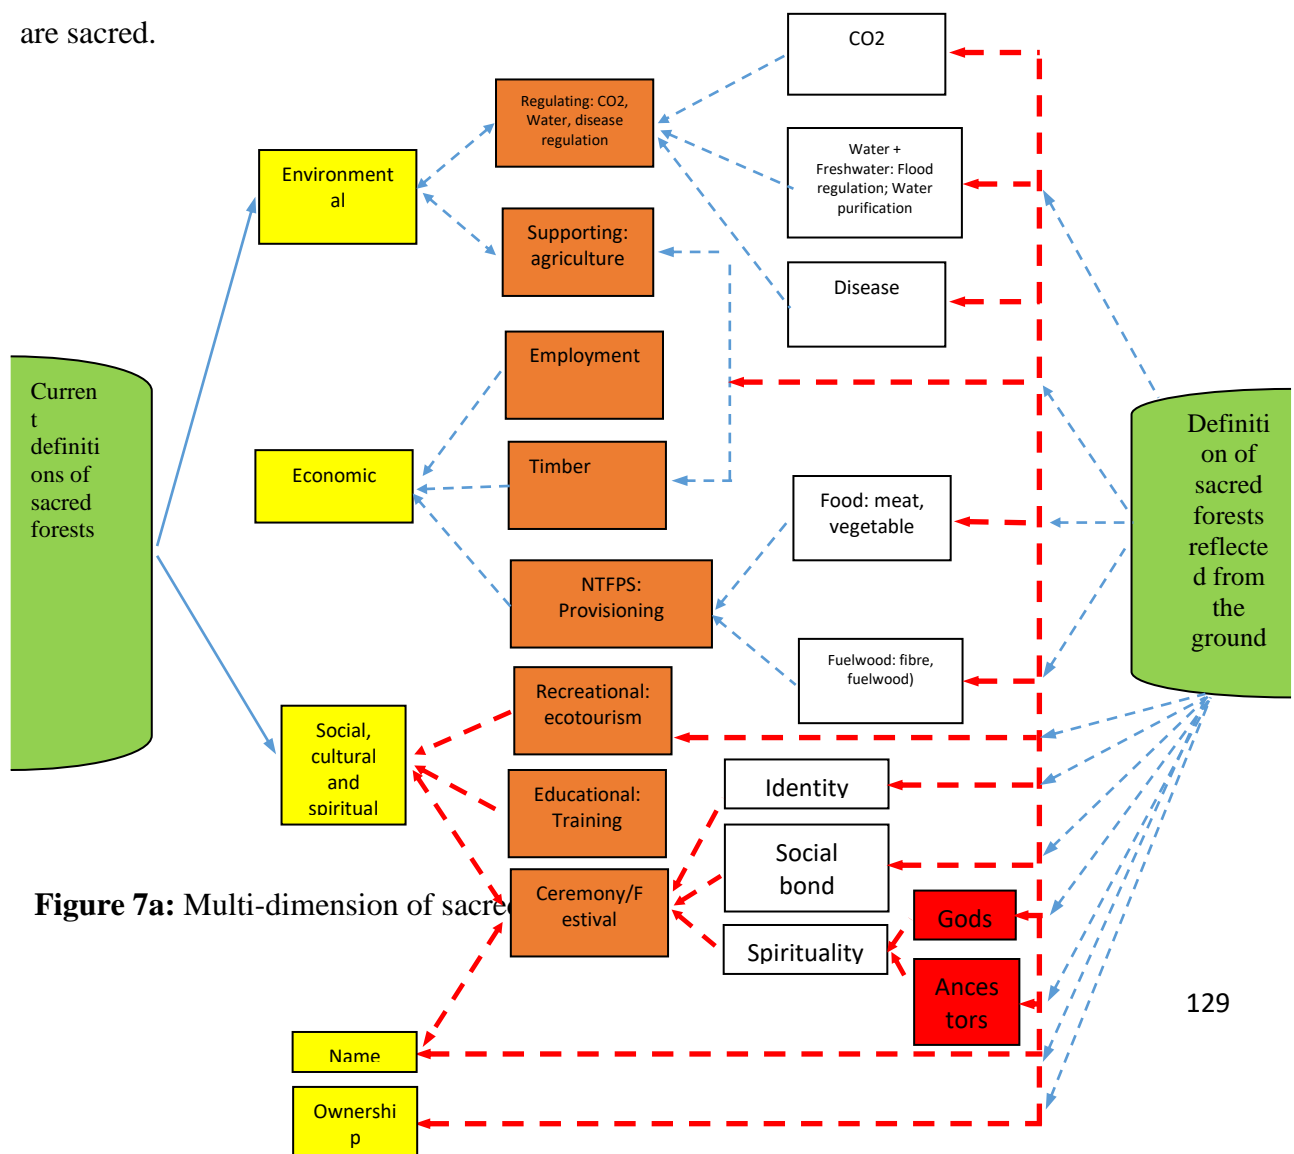 are sacred.
CO2
Regulating: CO2,
Water, disease
regulation
Water +
Freshwater: Flood
regulation; Water
purification
Environment
al
Supporting:
agriculture
Disease
Employment
Curren
t
definiti
ons of
sacred
forests
Definiti
on of
sacred
forests
reflecte
d from
the
ground
Timber
Economic
Food: meat,
vegetable
NTFPS:
Provisioning
Fuelwood: fibre,
fuelwood)
Recreational:
ecotourism
Social,
cultural
and
spiritual
Identity
Educational:
Training
Social
bond
Ceremony/F
estival
Figure 7a: Multi-dimension of
Gods
Spirituality
Ances
tors
129
Name
Ownershi
p